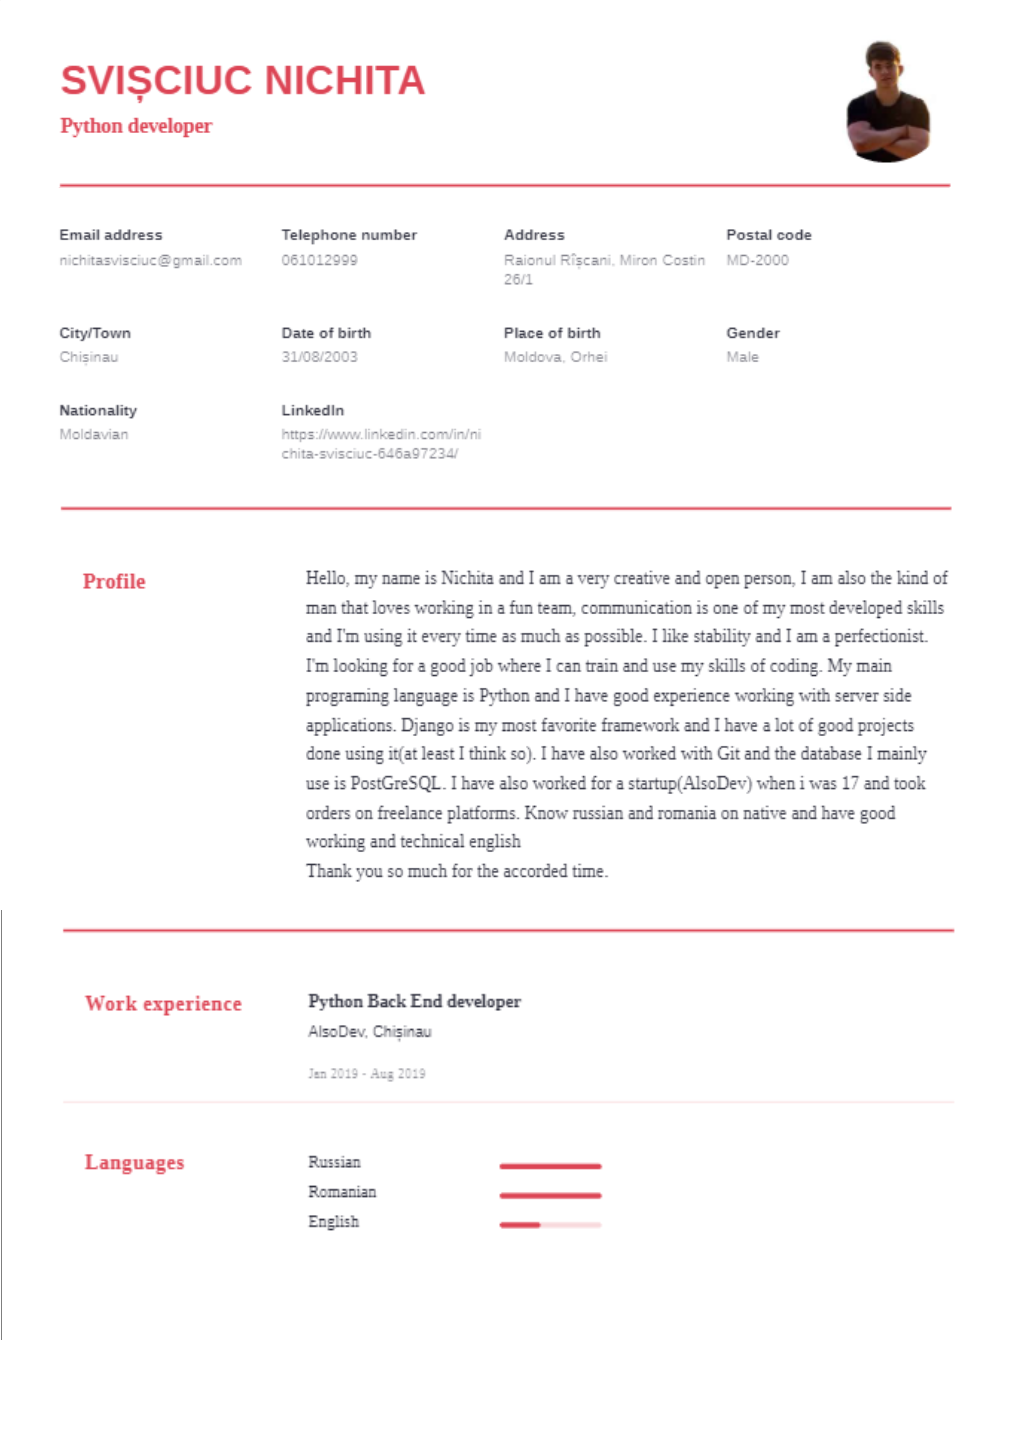 SVIȘCIUC NICHITA
Python developer
Email address
Telephone number
Address
Postal code
nichitasvisciuc@gmail.com
061012999
Raionul Rîșcani, Miron Costin
26/1
MD-2000
City/Town
Date of birth
Place of birth
Gender
Chișinau
31/08/2003
Moldova, Orhei
Male
Nationality
LinkedIn
Moldavian
https://www.linkedin.com/in/ni
chita-svisciuc-646a97234/
Profile
Hello, my name is Nichita and I am a very creative and open person, I am also the kind of
man that loves working in a fun team, communication is one of my most developed skills
and I'm using it every time as much as possible. I like stability and I am a perfectionist.
I'm looking for a good job where I can train and use my skills of coding. My main
programing language is Python and I have good experience working with server side
applications. Django is my most favorite framework and I have a lot of good projects
done using it(at least I think so). I have also worked with Git and the database I mainly
use is PostGreSQL. I have also worked for a startup(AlsoDev) when i was 17 and took
orders on freelance platforms. Know russian and romania on native and have good
working and technical english
Thank you so much for the accorded time.
Work experience
Python Back End developer
AlsoDev, Chișinau
Jan 2019 - Aug 2019
Languages
Russian
Romanian
English